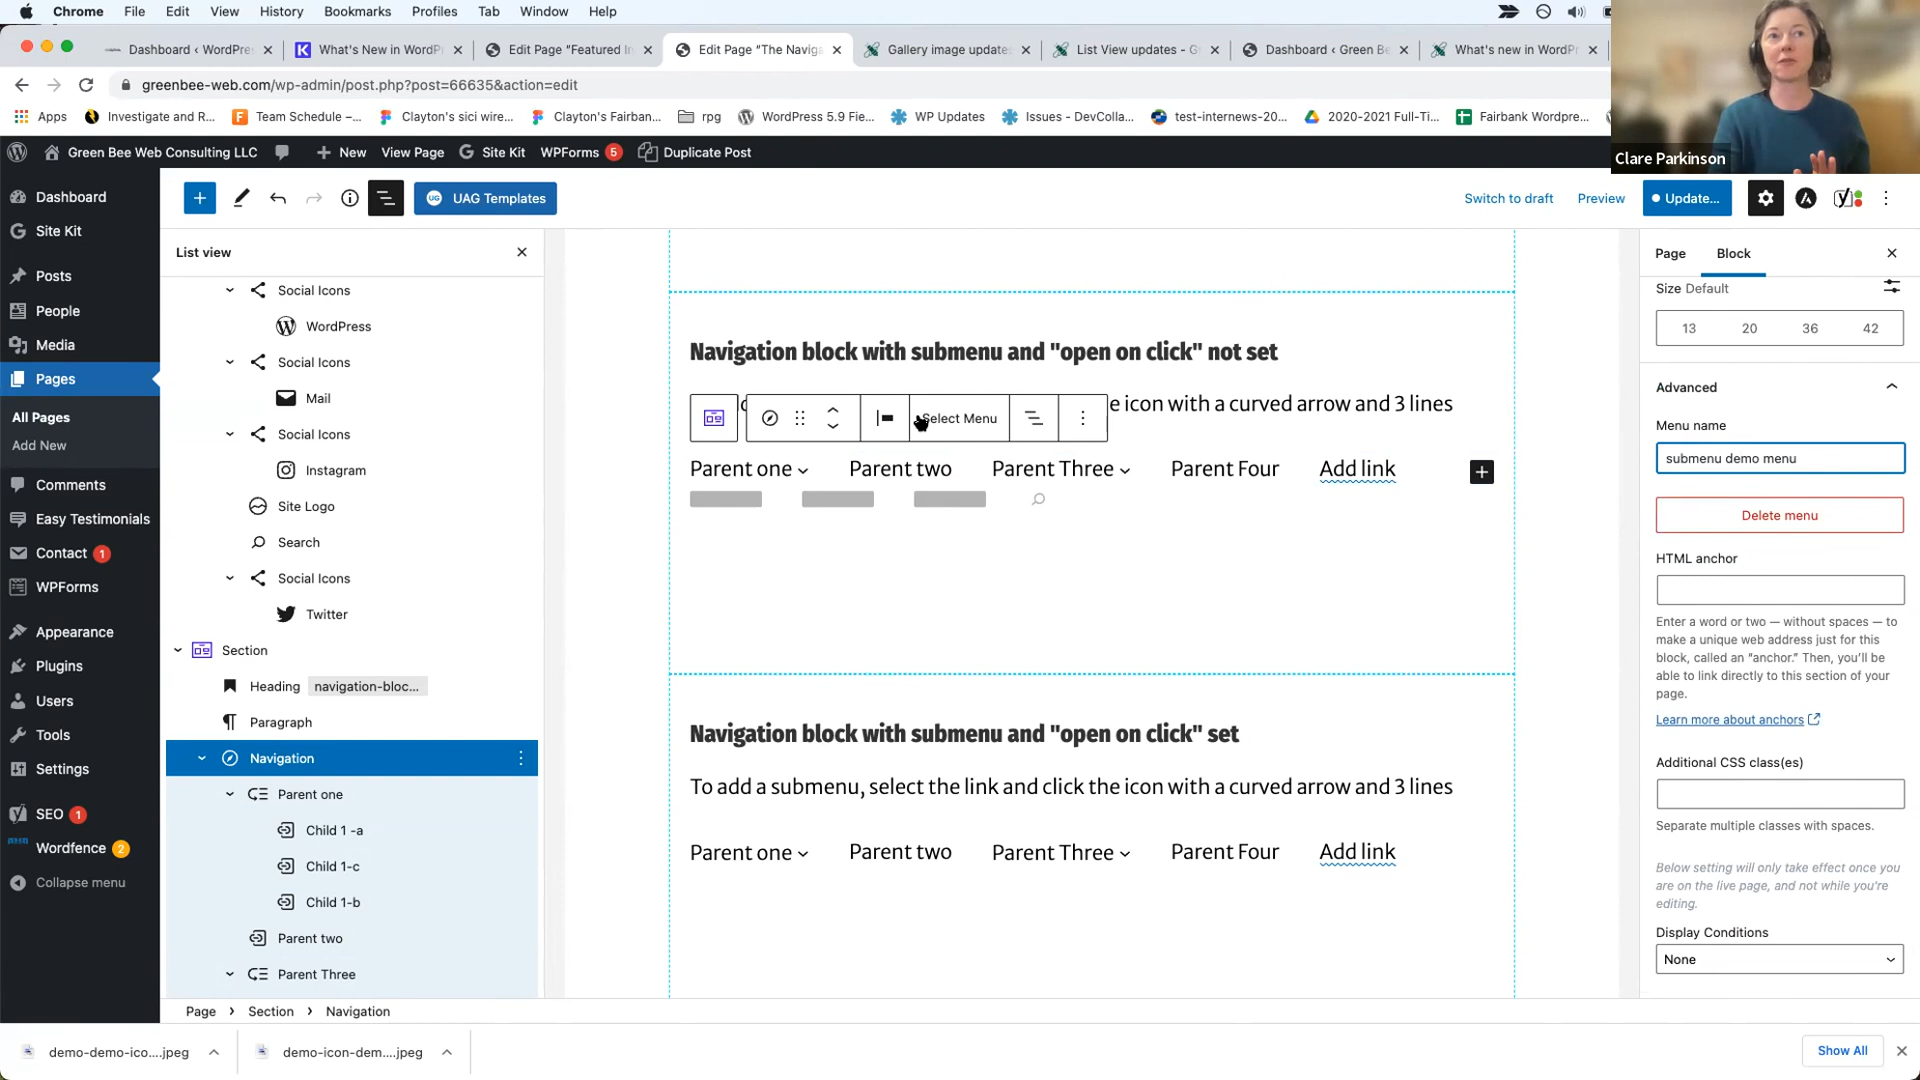 Chrome File Edit View History Bookmarks Profiles Tab Window Help
Dashboard ‹ WordPre
What's New in WordP
Edit Page “Featured Im
Edit Page “The Naviga
Gallery image updates
List View updates - G
Dashboard ‹ Green Be
What's new in WordP
greenbee-web.com/wp-admin/post.php?post=66635&action=edit
Apps Investigate and R... Team Schedule –... Clayton's sici wire... Clayton's Fairban... rpg WordPress 5.9 Fie... WP Updates Issues - DevColla... test-internews-20... 2020-2021 Full-Ti... Fairbank Wordpre...
Clare Parkinson
Green Bee Web Consulting LLC New View Page Site Kit WPForms 5 Duplicate Post
UG UAG Templates Switch to draft Preview Update...
Dashboard
Site Kit
Posts
People
Media
Pages
All Pages
Add New
Comments
Easy Testimonials
Contact 1
WPForms
Appearance
Plugins
Users
Tools
Settings
SEO 1
Wordfence 2
Collapse menu
List view
Social Icons
WordPress
Social Icons
Mail
Social Icons
Instagram
Site Logo
Search
Social Icons
Twitter
Section
Heading navigation-bloc...
Paragraph
Navigation
Parent one
Child 1 -a
Child 1-c
Child 1-b
Parent two
Parent Three
Navigation block with submenu and "open on click" not set
e icon with a curved arrow and 3 lines
Select Menu
Parent one Parent two Parent Three Parent Four Add link
Navigation block with submenu and "open on click" set
To add a submenu, select the link and click the icon with a curved arrow and 3 lines
Parent one Parent two Parent Three Parent Four Add link
Page Block
Size Default
13 20 36 42
Advanced
Menu name
submenu demo menu
Delete menu
HTML anchor
Enter a word or two — without spaces — to
make a unique web address just for this
block, called an “anchor.” Then, you’ll be
able to link directly to this section of your
page.
Learn more about anchors
Additional CSS class(es)
Separate multiple classes with spaces.
Below setting will only take effect once you
are on the live page, and not while you're
editing.
Display Conditions
None
Page Section Navigation
demo-demo-ico....jpeg demo-icon-dem....jpeg Show All